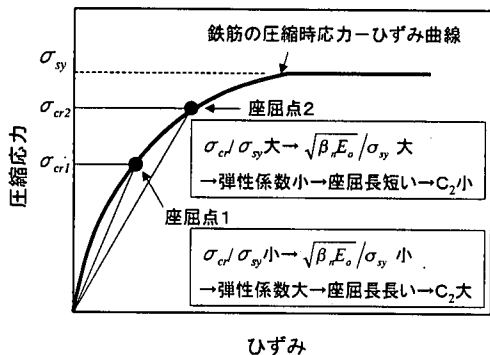 鉄筋の圧縮時応力－ひずみ曲線
σsy
σcr2
座屈点2
σcr/σsy大→√βnEo/σsy 大
→弾性係数小→座屈長短い→C2小
σcr1
座屈点1
σcr/σsy小→√βnEo/σsy 小
→弾性係数大→座屈長長い→C2大
圧縮応力
ひずみ